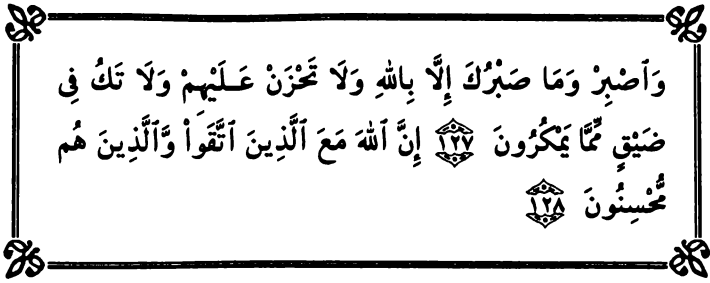 وَٱصْبِرْ وَمَا صَبْرُكَ إِلَّا بِٱللَّهِ وَلَا تَحْزَنْ عَلَيْهِمْ وَلَا تَكُ فِى
ضَيْقٍ مِّمَّا يَمْكُرُونَ ١٢٧ إِنَّ ٱللَّهَ مَعَ ٱلَّذِينَ ٱتَّقَوا۟ وَّٱلَّذِينَ هُم
مُّحْسِنُونَ ١٢٨